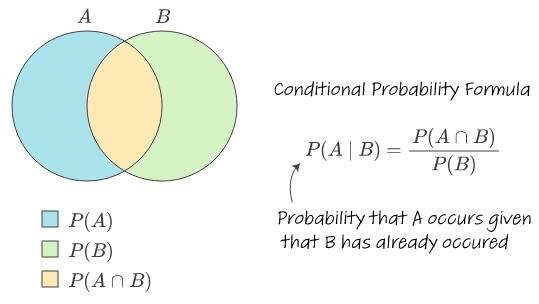 A B
Conditional Probability Formula
P(A | B) = P(A ∩ B) / P(B)
Probability that A occurs given
that B has already occured
P(A)
P(B)
P(A ∩ B)